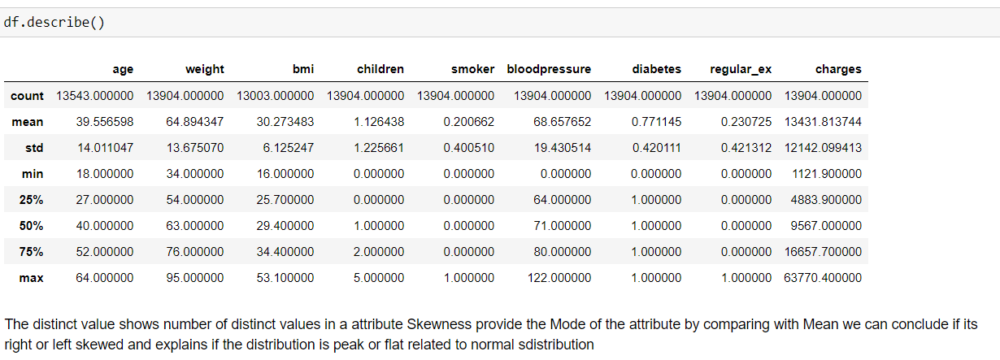 df.describe()
age weight bmi children smoker bloodpressure diabetes regular_ex charges
count 13543.000000 13904.000000 13003.000000 13904.000000 13904.000000 13904.000000 13904.000000 13904.000000 13904.000000
mean 39.556598 64.894347 30.273483 1.126438 0.200662 68.657652 0.771145 0.230725 13431.813744
std 14.011047 13.675070 6.125247 1.225661 0.400510 19.430514 0.420111 0.421312 12142.099413
min 18.000000 34.000000 16.000000 0.000000 0.000000 0.000000 0.000000 0.000000 1121.900000
25% 27.000000 54.000000 25.700000 0.000000 0.000000 64.000000 1.000000 0.000000 4883.900000
50% 40.000000 63.000000 29.400000 1.000000 0.000000 71.000000 1.000000 0.000000 9567.000000
75% 52.000000 76.000000 34.400000 2.000000 0.000000 80.000000 1.000000 0.000000 16657.700000
max 64.000000 95.000000 53.100000 5.000000 1.000000 122.000000 1.000000 1.000000 63770.400000
The distinct value shows number of distinct values in a attribute Skewness provide the Mode of the attribute by comparing with Mean we can conclude if its
right or left skewed and explains if the distribution is peak or flat related to normal sdistribution